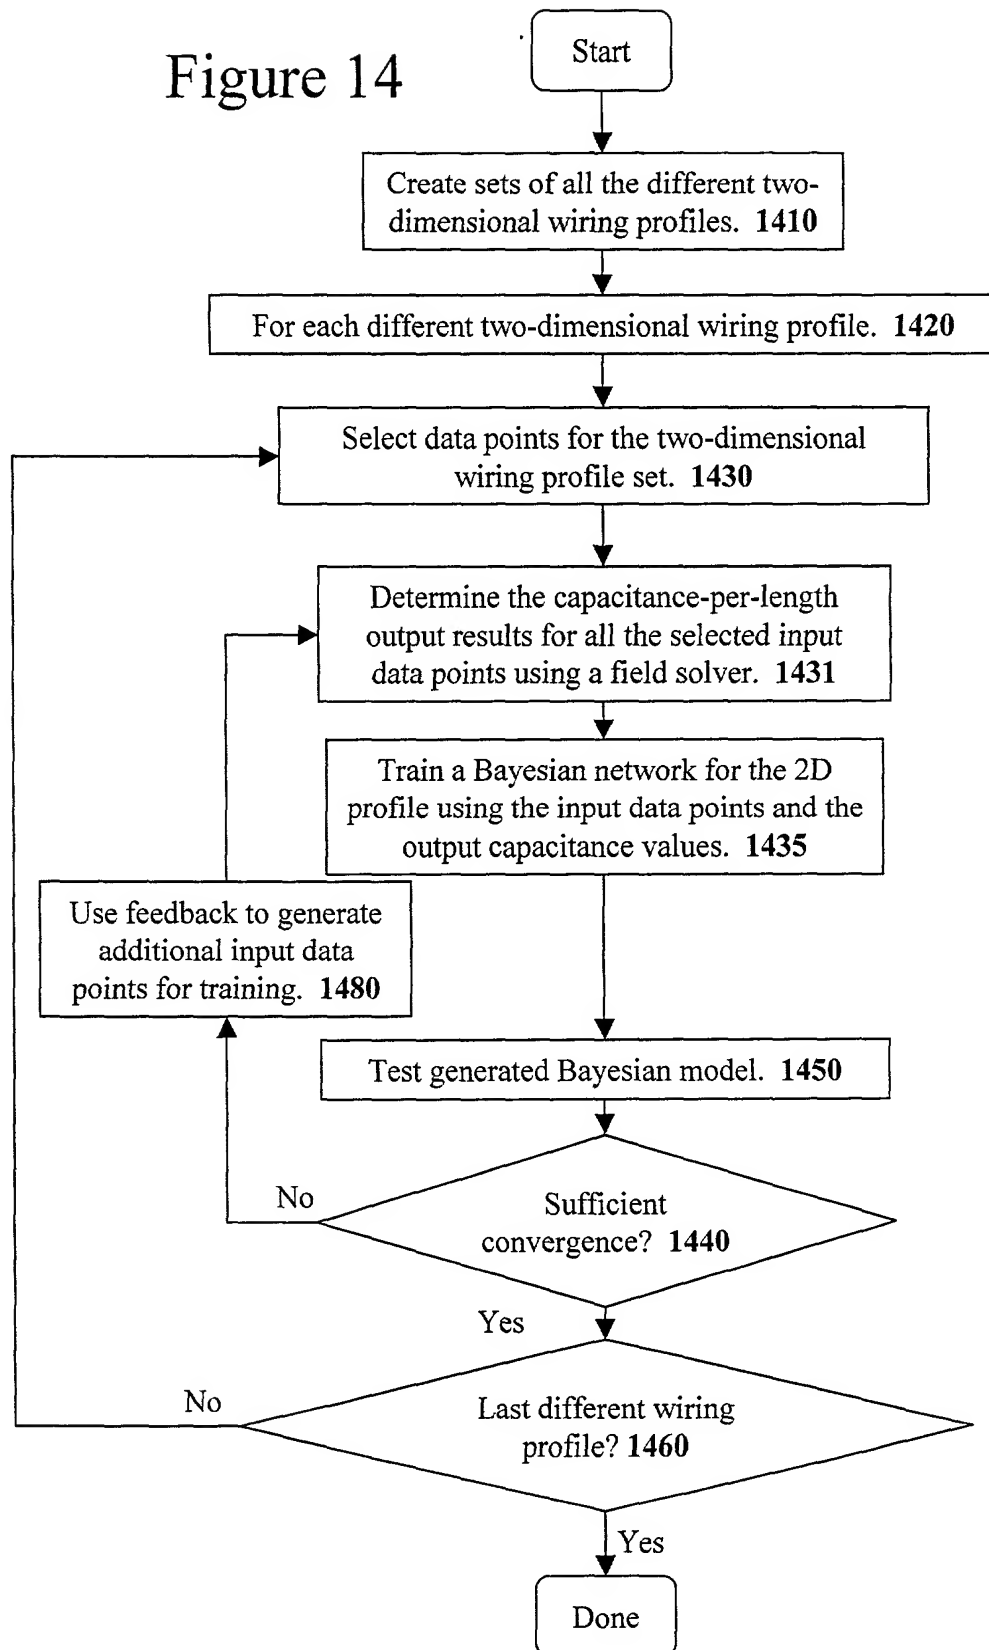 Figure 14
Start
Create sets of all the different two-
dimensional wiring profiles. 1410
For each different two-dimensional wiring profile. 1420
Select data points for the two-dimensional
wiring profile set. 1430
Determine the capacitance-per-length
output results for all the selected input
data points using a field solver. 1431
Train a Bayesian network for the 2D
profile using the input data points and the
output capacitance values. 1435
Use feedback to generate
additional input data
points for training. 1480
Test generated Bayesian model. 1450
No
Sufficient
convergence? 1440
Yes
No
Last different wiring
profile? 1460
Yes
Done